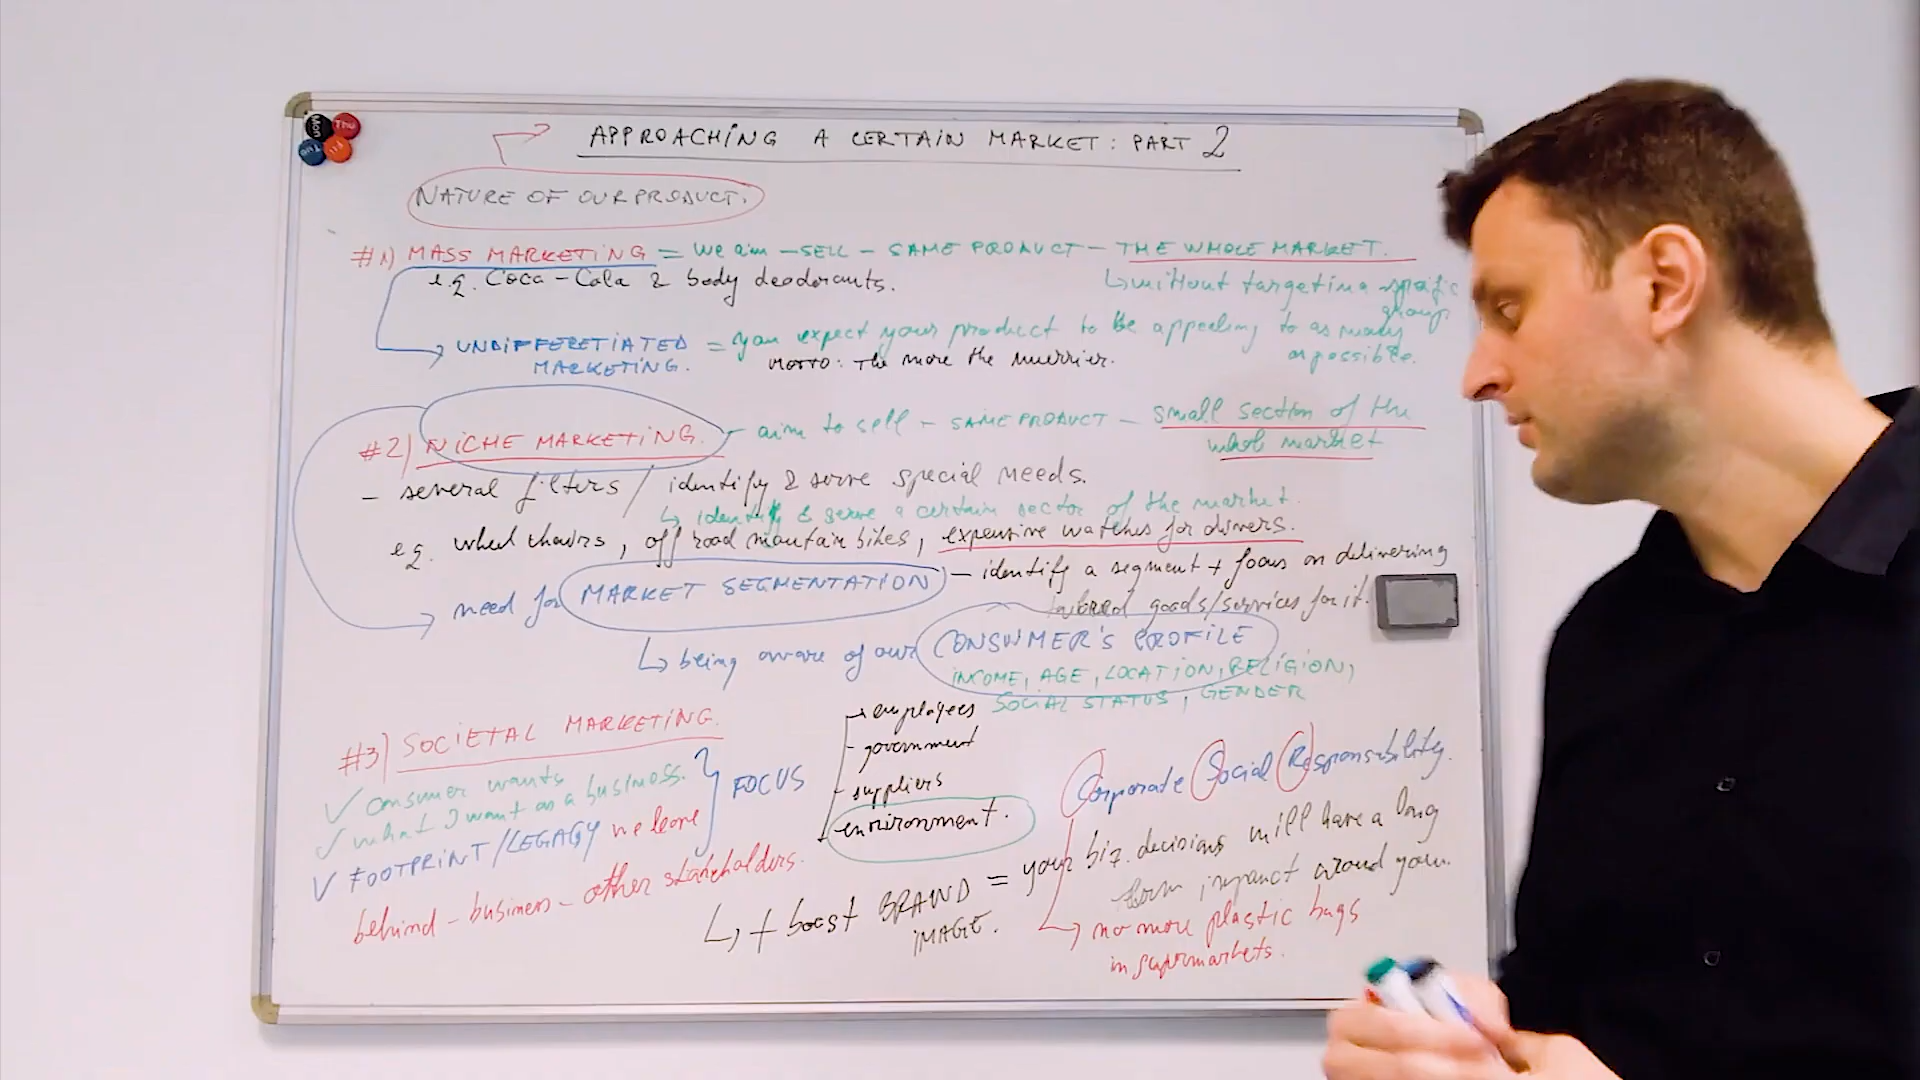 Mon Thu
Tue Fri
APPROACHING A CERTAIN MARKET: PART 2
NATURE OF OUR PRODUCT.
#1) MASS MARKETING = We aim – SELL – SAME PRODUCT – THE WHOLE MARKET.
e.g. Coca-Cola & body deodorants.
↳ without targeting specific
group.
UNDIFFERETIATED = you expect your product to be appealing to as many
MARKETING.
as possible.
MOTTO: The more the merrier.
#2) NICHE MARKETING. – aim to sell – SAME PRODUCT – small section of the
whole market
– several filters / identify & serve special needs.
↳ identify & serve a certain sector of the market.
eg. wheel chairs, off road mountain bikes, expensive watches for drivers.
need for MARKET SEGMENTATION – identify a segment + focus on delivering
tailored goods/services for it.
↳ being aware of our CONSUMER'S PROFILE
INCOME, AGE, LOCATION, RELIGION,
SOCIAL STATUS, GENDER
#3) SOCIETAL MARKETING.
✓ consumer wants
✓ what I want as a business.
✓ FOOTPRINT/LEGACY we leave
FOCUS
behind – business – other stakeholders.
→ employees
– government
– suppliers
environment.
↳ + boost BRAND
IMAGE.
Corporate Social Responsibility.
= your biz. decisions will have a long
term impact around you.
→ no more plastic bags
in supermarkets.